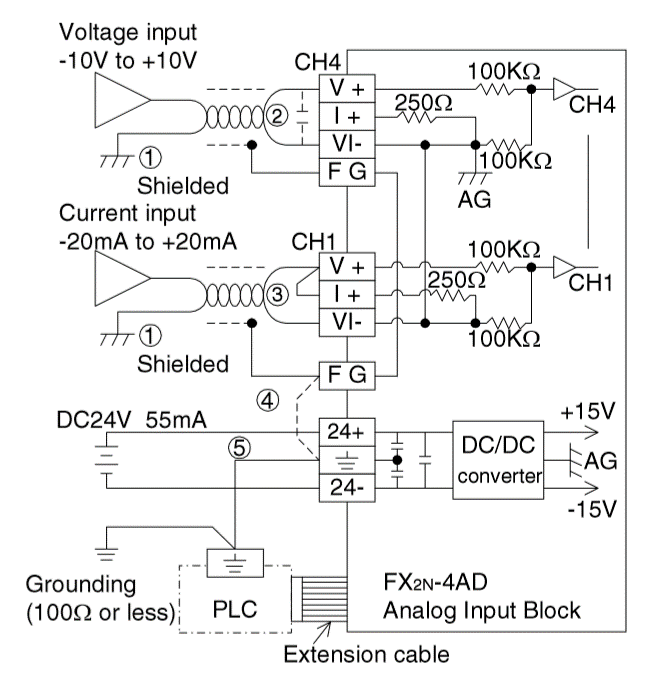 Voltage input
-10V to +10V
CH4
V +
100KΩ
CH4
②
250Ω
I +
VI-
100KΩ
①
Shielded
F G
AG
Current input
-20mA to +20mA
CH1
V +
100KΩ
250Ω
CH1
③
I +
VI-
100KΩ
①
Shielded
F G
④
DC24V 55mA
24+
+15V
⑤
DC/DC
converter
AG
24-
-15V
Grounding
(100Ω or less)
PLC
FX2N-4AD
Analog Input Block
Extension cable